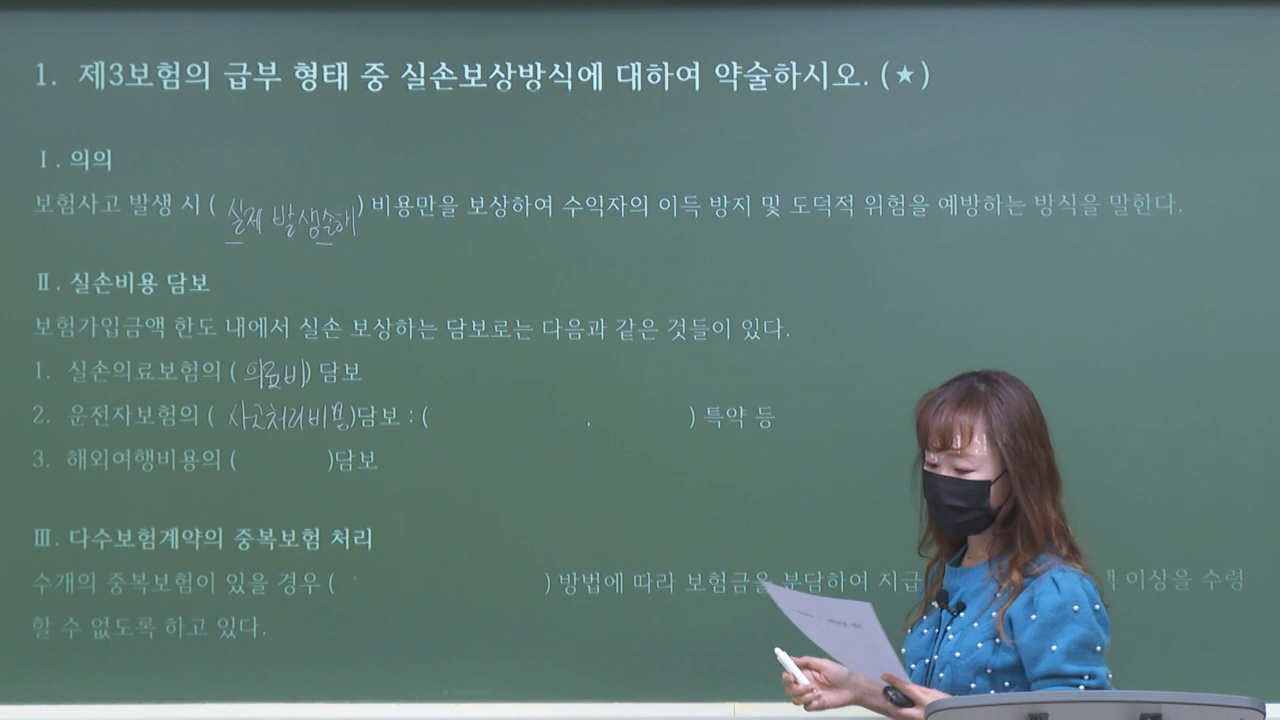 1. 제3보험의 급부 형태 중 실손보상방식에 대하여 약술하시오. (★)
Ⅰ. 의의
보험사고 발생 시 ( 실제 발생손해 ) 비용만을 보상하여 수익자의 이득 방지 및 도덕적 위험을 예방하는 방식을 말한다.
Ⅱ. 실손비용 담보
보험가입금액 한도 내에서 실손 보상하는 담보로는 다음과 같은 것들이 있다.
1. 실손의료보험의 ( 의료비 ) 담보
2. 운전자보험의 ( 사고처리비용 )담보 : ( , ) 특약 등
3. 해외여행비용의 ( )담보
Ⅲ. 다수보험계약의 중복보험 처리
수개의 중복보험이 있을 경우 ( ) 방법에 따라 보험금을 분담하여 지급 이상을 수령
할 수 없도록 하고 있다.